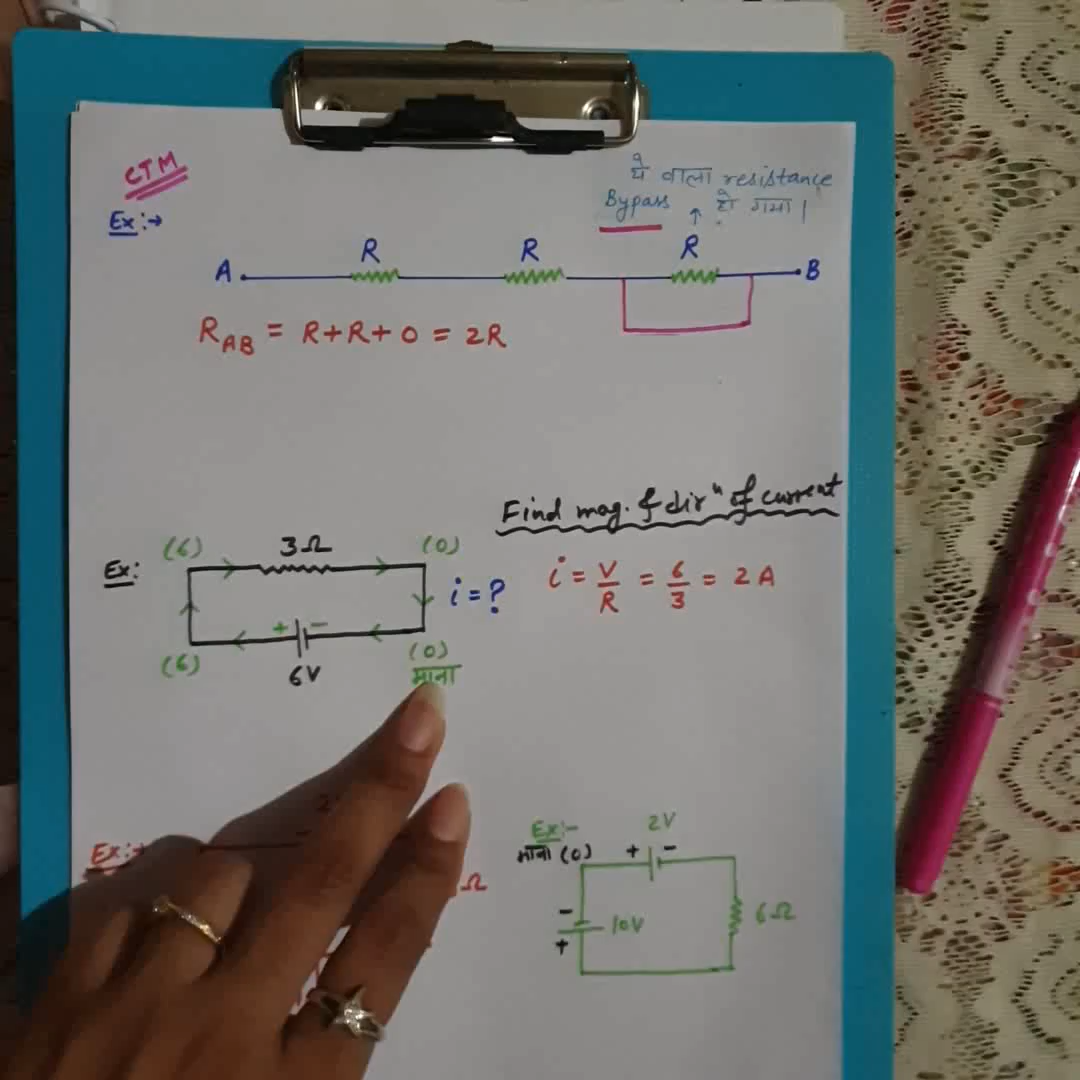 CTM
ये वाला resistance
Bypass ↑ हो गया।
Ex:→
R R R
A B
R_AB = R+R+0 = 2R
Find mag. & dirⁿ of current
Ex:
(6) 3Ω (0)
i = ? i = V/R = 6/3 = 2A
+ −
(6) 6V (0)
माना
Ex:→
Ω
Ex:-
2V
माना (0) + −
− 10V 6Ω
+